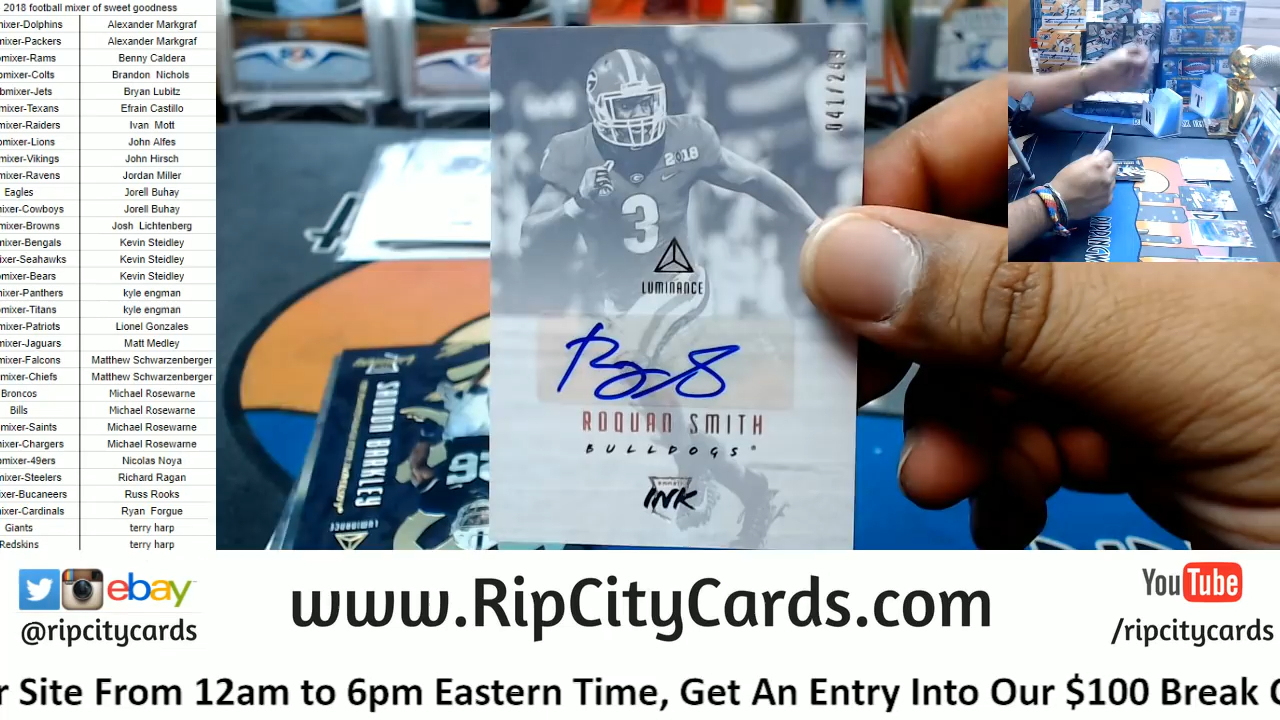 2018 football mixer of sweet goodness
mixer-Dolphins Alexander Markgraf
mixer-Packers Alexander Markgraf
mixer-Rams Benny Caldera
mixer-Colts Brandon Nichols
bmixer-Jets Bryan Lubitz
mixer-Texans Efrain Castillo
mixer-Raiders Ivan Mott
bmixer-Lions John Alfes
mixer-Vikings John Hirsch
mixer-Ravens Jordan Miller
Eagles Jorell Buhay
ixer-Cowboys Jorell Buhay
mixer-Browns Josh Lichtenberg
mixer-Bengals Kevin Steidley
xer-Seahawks Kevin Steidley
mixer-Bears Kevin Steidley
ixer-Panthers kyle engman
mixer-Titans kyle engman
mixer-Patriots Lionel Gonzales
mixer-Jaguars Matt Medley
mixer-Falcons Matthew Schwarzenberger
mixer-Chiefs Matthew Schwarzenberger
Broncos Michael Rosewarne
Bills Michael Rosewarne
mixer-Saints Michael Rosewarne
ixer-Chargers Michael Rosewarne
mixer-49ers Nicolas Noya
mixer-Steelers Richard Ragan
xer-Bucaneers Russ Rooks
ixer-Cardinals Ryan Forgue
Giants terry harp
Redskins terry harp
041/249
2018
G
3
LUMINANCE
ROQUAN SMITH
BULLDOGS
INK
SAQUON BARKLEY
LUMINANCE
ebay
@ripcitycards
www.RipCityCards.com
YouTube
/ripcitycards
r Site From 12am to 6pm Eastern Time, Get An Entry Into Our $100 Break